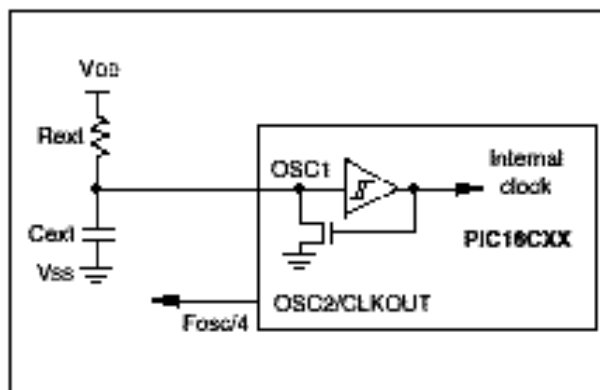 VDD
Rext
Cext
VSS
OSC1
Internal
clock
PIC16CXX
OSC2/CLKOUT
Fosc/4